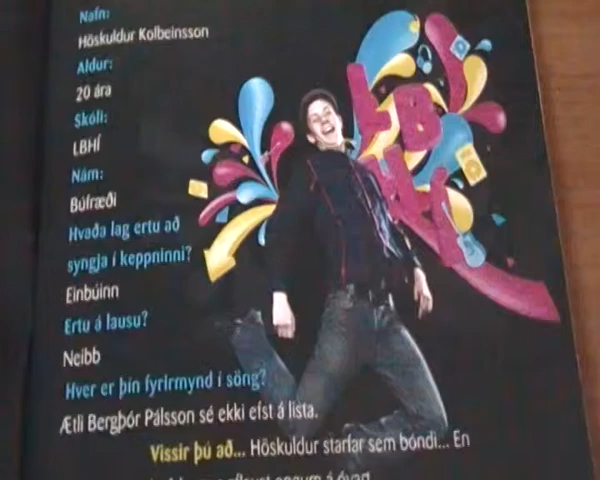 Nafn:
Höskuldur Kolbeinsson
Aldur:
20 ára
Skóli:
LBHÍ
Nám:
Búfræði
Hvaða lag ertu að
syngja í keppninni?
Einbúinn
Ertu á lausu?
Neibb
Hver er þín fyrirmynd í söng?
Ætli Bergþór Pálsson sé ekki efst á lista.
Vissir þú að... Höskuldur starfar sem bóndi... En
LBHÍ